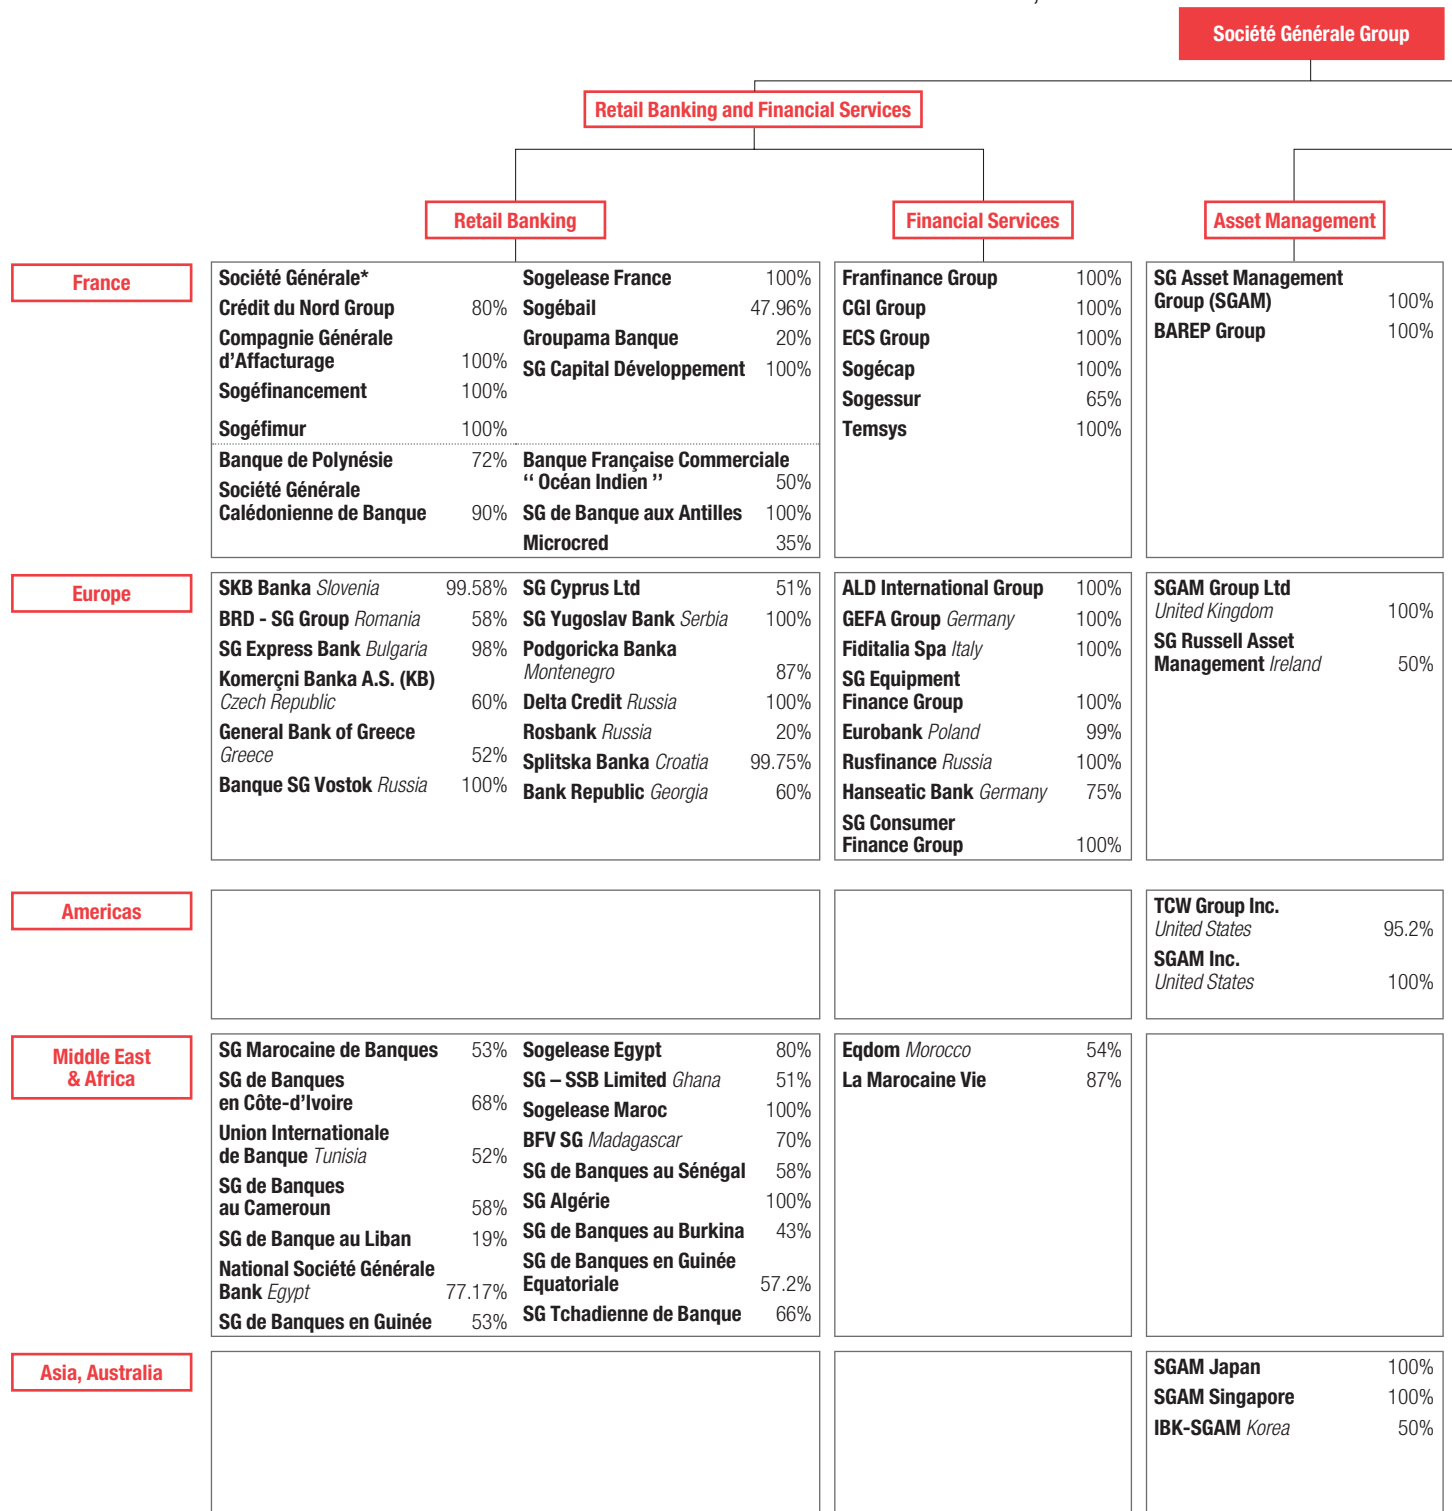 Société Générale Group
Retail Banking and Financial Services
Retail Banking
Financial Services
Asset Management
France
Société Générale*
Crédit du Nord Group 80%
Compagnie Générale
d'Affacturage 100%
Sogéfinancement 100%
Sogéfimur 100%
Sogelease France 100%
Sogébail 47.96%
Groupama Banque 20%
SG Capital Développement 100%
Banque de Polynésie 72%
Société Générale
Calédonienne de Banque 90%
Banque Française Commerciale
‘‘ Océan Indien ’’ 50%
SG de Banque aux Antilles 100%
Microcred 35%
Franfinance Group 100%
CGI Group 100%
ECS Group 100%
Sogécap 100%
Sogessur 65%
Temsys 100%
SG Asset Management
Group (SGAM) 100%
BAREP Group 100%
Europe
SKB Banka Slovenia 99.58%
BRD - SG Group Romania 58%
SG Express Bank Bulgaria 98%
Komerçni Banka A.S. (KB)
Czech Republic 60%
General Bank of Greece
Greece 52%
Banque SG Vostok Russia 100%
SG Cyprus Ltd 51%
SG Yugoslav Bank Serbia 100%
Podgoricka Banka
Montenegro 87%
Delta Credit Russia 100%
Rosbank Russia 20%
Splitska Banka Croatia 99.75%
Bank Republic Georgia 60%
ALD International Group 100%
GEFA Group Germany 100%
Fiditalia Spa Italy 100%
SG Equipment
Finance Group 100%
Eurobank Poland 99%
Rusfinance Russia 100%
Hanseatic Bank Germany 75%
SG Consumer
Finance Group 100%
SGAM Group Ltd
United Kingdom 100%
SG Russell Asset
Management Ireland 50%
Americas
TCW Group Inc.
United States 95.2%
SGAM Inc.
United States 100%
Middle East
& Africa
SG Marocaine de Banques 53%
SG de Banques
en Côte-d'Ivoire 68%
Union Internationale
de Banque Tunisia 52%
SG de Banques
au Cameroun 58%
SG de Banque au Liban 19%
National Société Générale
Bank Egypt 77.17%
SG de Banques en Guinée 53%
Sogelease Egypt 80%
SG – SSB Limited Ghana 51%
Sogelease Maroc 100%
BFV SG Madagascar 70%
SG de Banques au Sénégal 58%
SG Algérie 100%
SG de Banques au Burkina 43%
SG de Banques en Guinée
Equatoriale 57.2%
SG Tchadienne de Banque 66%
Eqdom Morocco 54%
La Marocaine Vie 87%
Asia, Australia
SGAM Japan 100%
SGAM Singapore 100%
IBK-SGAM Korea 50%